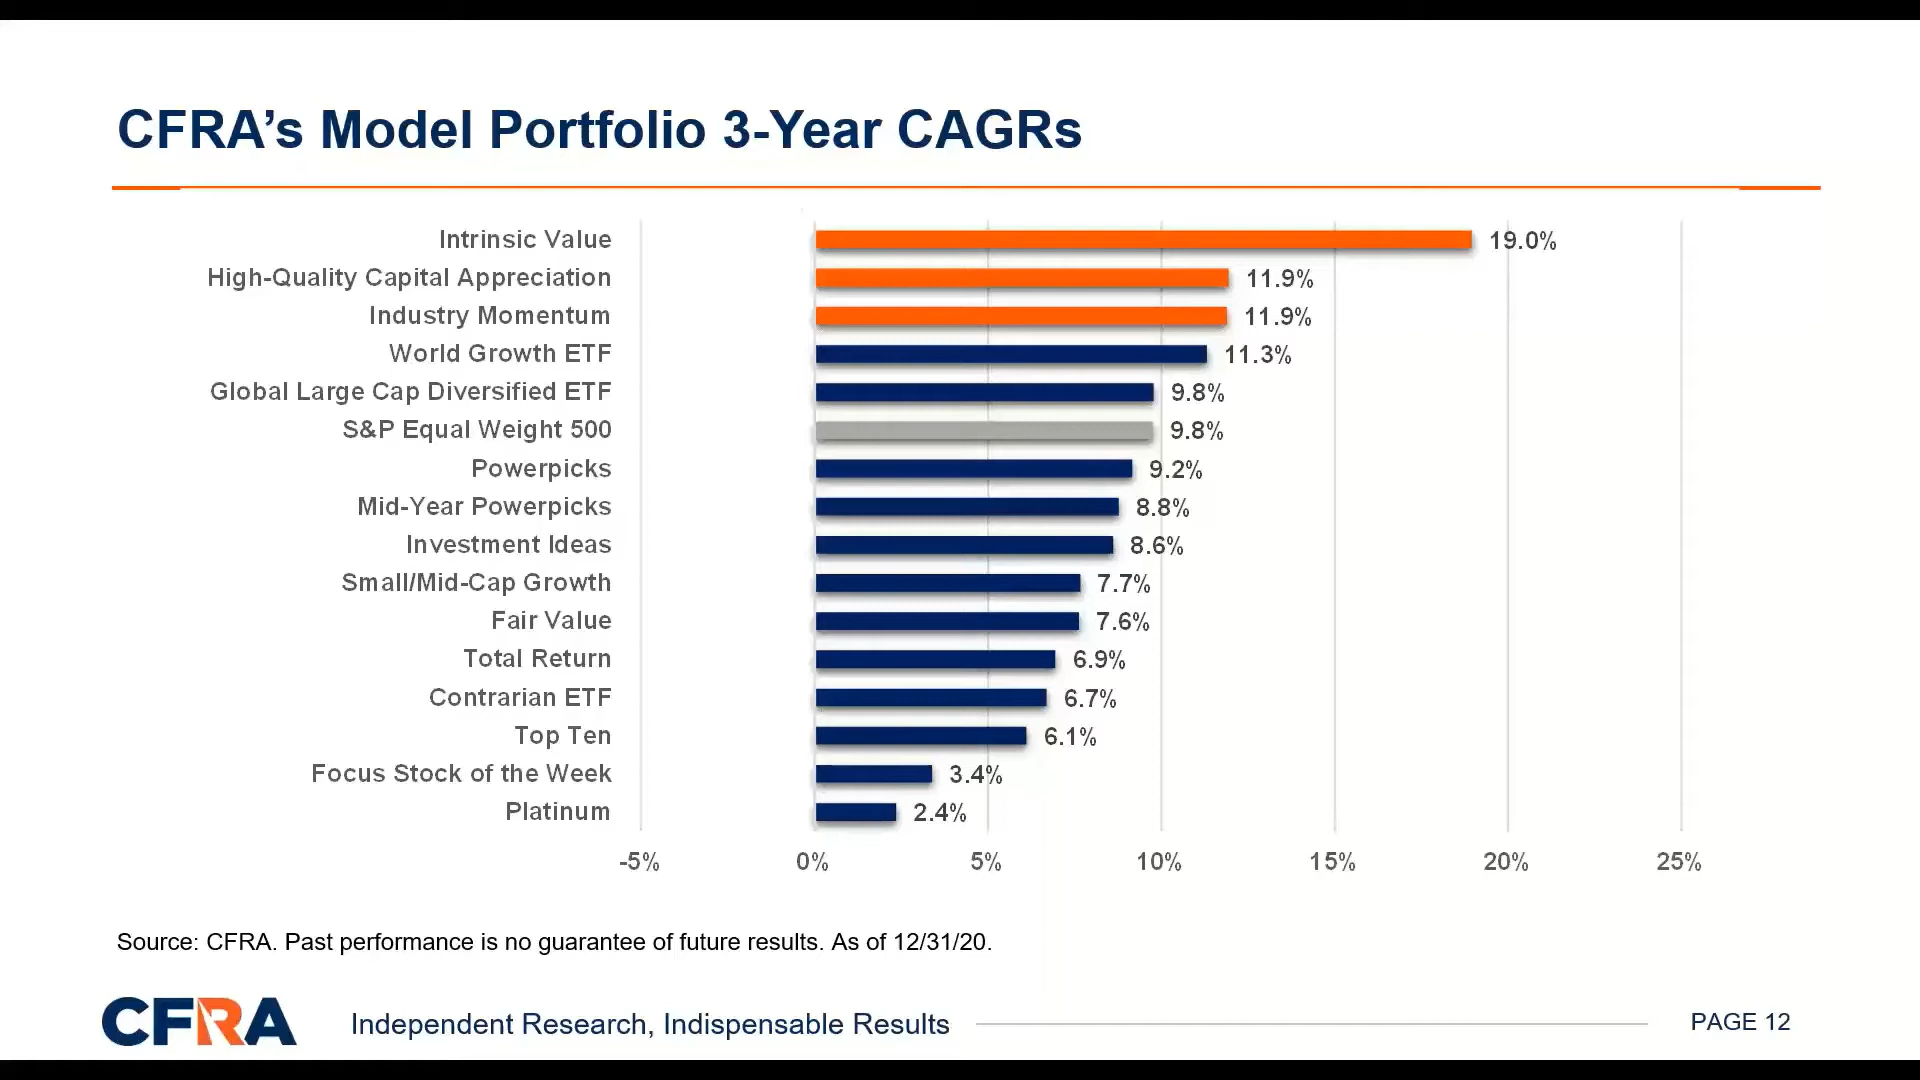 CFRA’s Model Portfolio 3-Year CAGRs
Intrinsic Value 19.0%
High-Quality Capital Appreciation 11.9%
Industry Momentum 11.9%
World Growth ETF 11.3%
Global Large Cap Diversified ETF 9.8%
S&P Equal Weight 500 9.8%
Powerpicks 9.2%
Mid-Year Powerpicks 8.8%
Investment Ideas 8.6%
Small/Mid-Cap Growth 7.7%
Fair Value 7.6%
Total Return 6.9%
Contrarian ETF 6.7%
Top Ten 6.1%
Focus Stock of the Week 3.4%
Platinum 2.4%
-5% 0% 5% 10% 15% 20% 25%
Source: CFRA. Past performance is no guarantee of future results. As of 12/31/20.
CFRA Independent Research, Indispensable Results PAGE 12